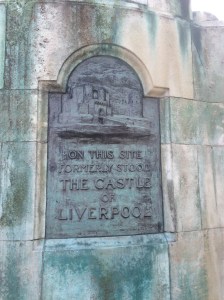 ON THIS SITE
FORMERLY STOOD
THE CASTLE
OF
LIVERPOOL